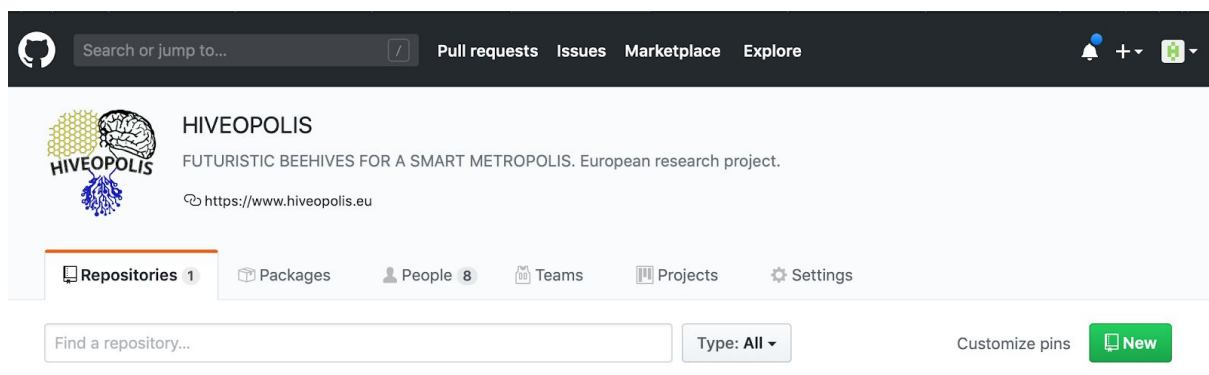 Search or jump to... / Pull requests Issues Marketplace Explore
HIVEOPOLIS
HIVEOPOLIS
FUTURISTIC BEEHIVES FOR A SMART METROPOLIS. European research project.
https://www.hiveopolis.eu
Repositories 1 Packages People 8 Teams Projects Settings
Find a repository... Type: All Customize pins New